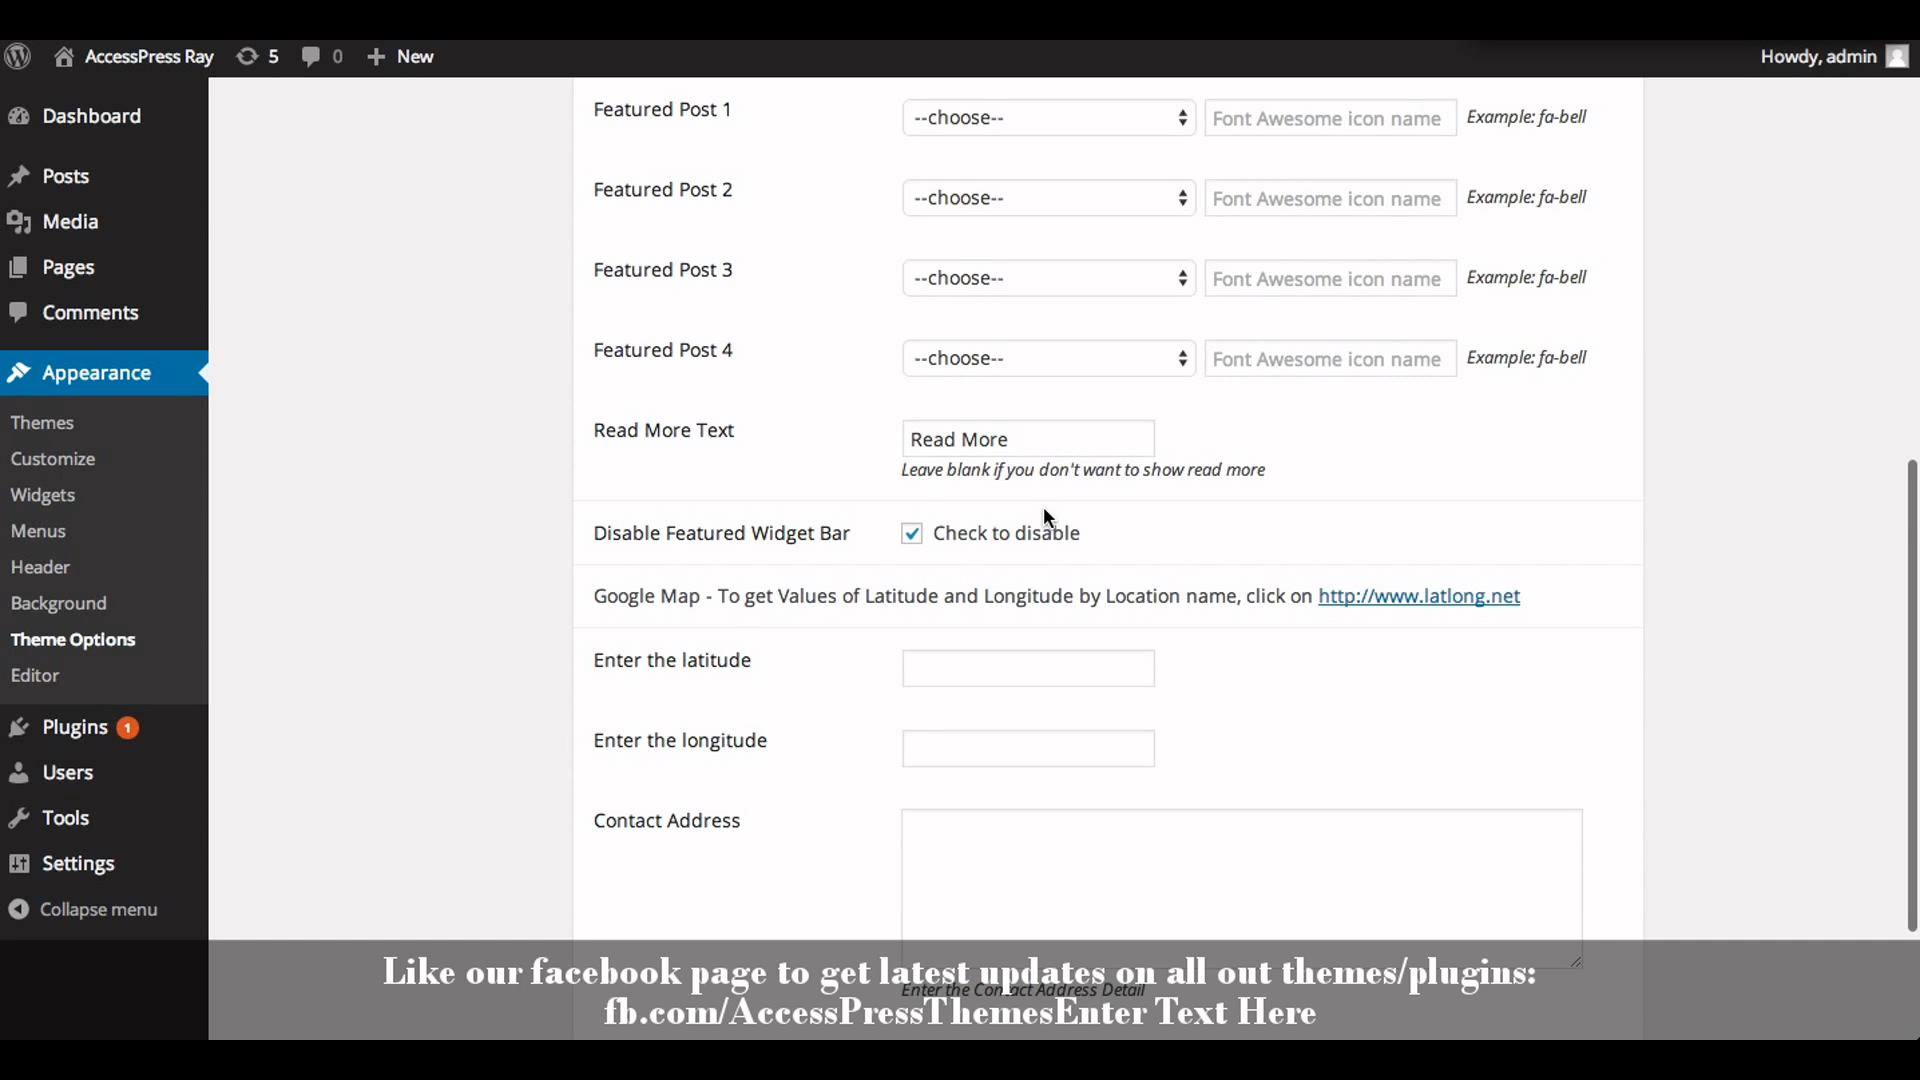 AccessPress Ray 5 0 New Howdy, admin
Dashboard
Posts
Media
Pages
Comments
Appearance
Themes
Customize
Widgets
Menus
Header
Background
Theme Options
Editor
Plugins 1
Users
Tools
Settings
Collapse menu
Featured Post 1 --choose-- Font Awesome icon name Example: fa-bell
Featured Post 2 --choose-- Font Awesome icon name Example: fa-bell
Featured Post 3 --choose-- Font Awesome icon name Example: fa-bell
Featured Post 4 --choose-- Font Awesome icon name Example: fa-bell
Read More Text Read More
Leave blank if you don't want to show read more
Disable Featured Widget Bar Check to disable
Google Map - To get Values of Latitude and Longitude by Location name, click on http://www.latlong.net
Enter the latitude
Enter the longitude
Contact Address
Enter the Contact Address Detail
Like our facebook page to get latest updates on all out themes/plugins:
fb.com/AccessPressThemesEnter Text Here